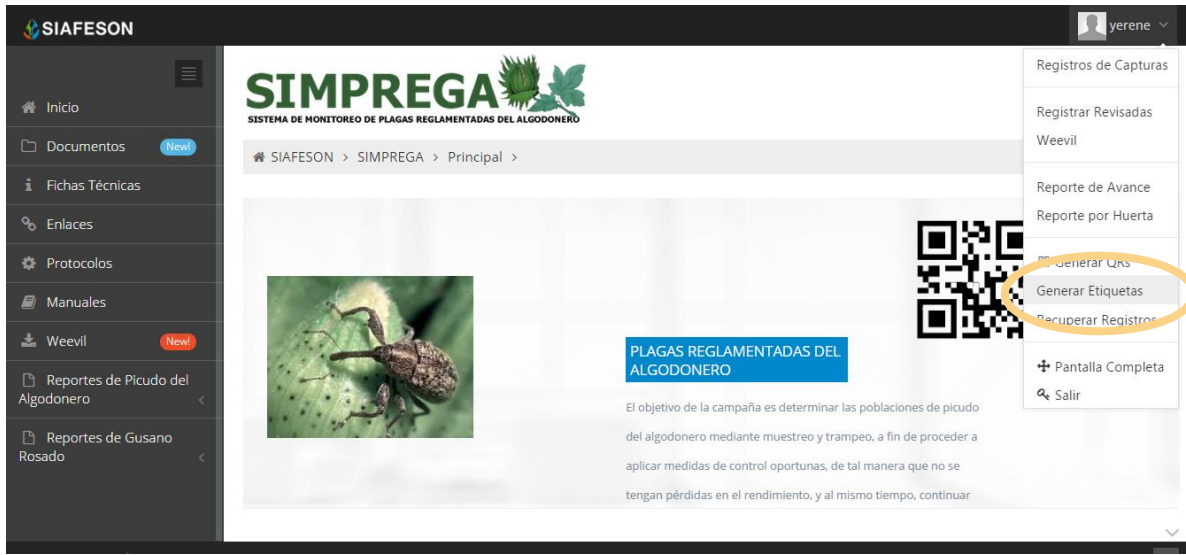 SIAFESON
yerene
Inicio
Documentos New!
Fichas Técnicas
Enlaces
Protocolos
Manuales
Weevil New!
Reportes de Picudo del
Algodonero
Reportes de Gusano
Rosado
SIMPREGA
SISTEMA DE MONITOREO DE PLAGAS REGLAMENTADAS DEL ALGODONERO
SIAFESON > SIMPREGA > Principal >
PLAGAS REGLAMENTADAS DEL
ALGODONERO
El objetivo de la campaña es determinar las poblaciones de picudo
del algodonero mediante muestreo y trampeo, a fin de proceder a
aplicar medidas de control oportunas, de tal manera que no se
tengan pérdidas en el rendimiento, y al mismo tiempo, continuar
Registros de Capturas
Registrar Revisadas
Weevil
Reporte de Avance
Reporte por Huerta
Generar QRs
Generar Etiquetas
Recuperar Registros
Pantalla Completa
Salir